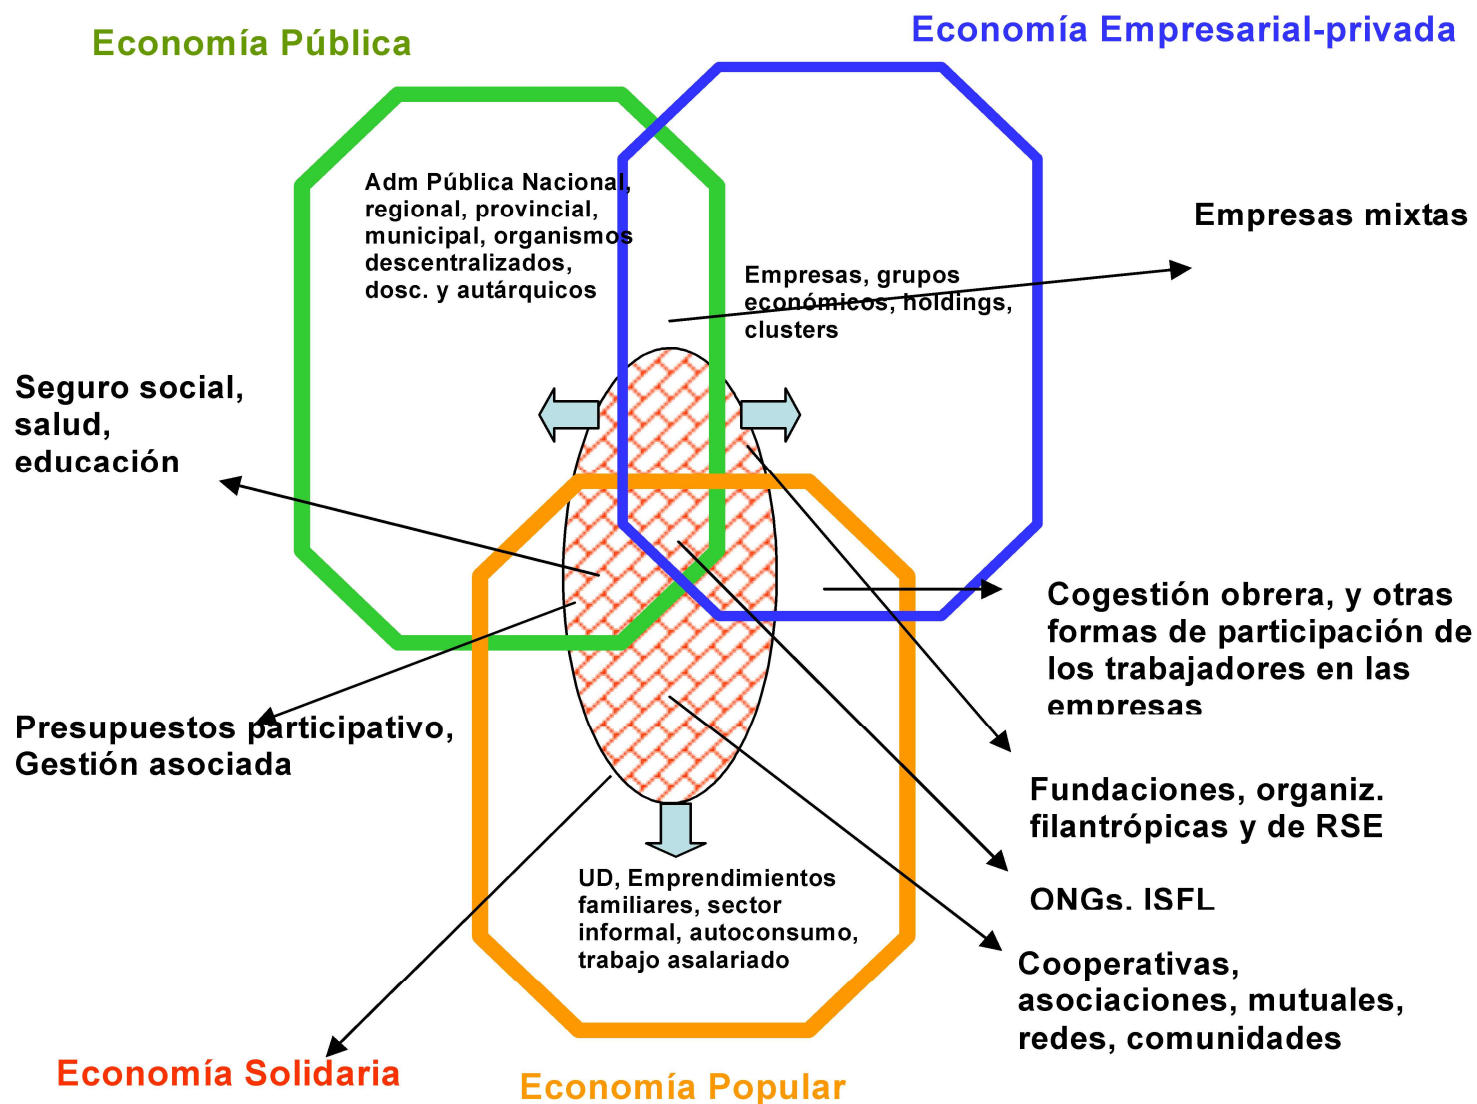 Economía Pública
Economía Empresarial-privada
Adm Pública Nacional,
regional, provincial,
municipal, organismos
descentralizados,
dosc. y autárquicos
Empresas mixtas
Empresas, grupos
económicos, holdings,
clusters
Seguro social,
salud,
educación
Cogestión obrera, y otras
formas de participación de
los trabajadores en las
empresas
Presupuestos participativo,
Gestión asociada
Fundaciones, organiz.
filantrópicas y de RSE
UD, Emprendimientos
familiares, sector
informal, autoconsumo,
trabajo asalariado
ONGs. ISFL
Cooperativas,
asociaciones, mutuales,
redes, comunidades
Economía Solidaria
Economía Popular